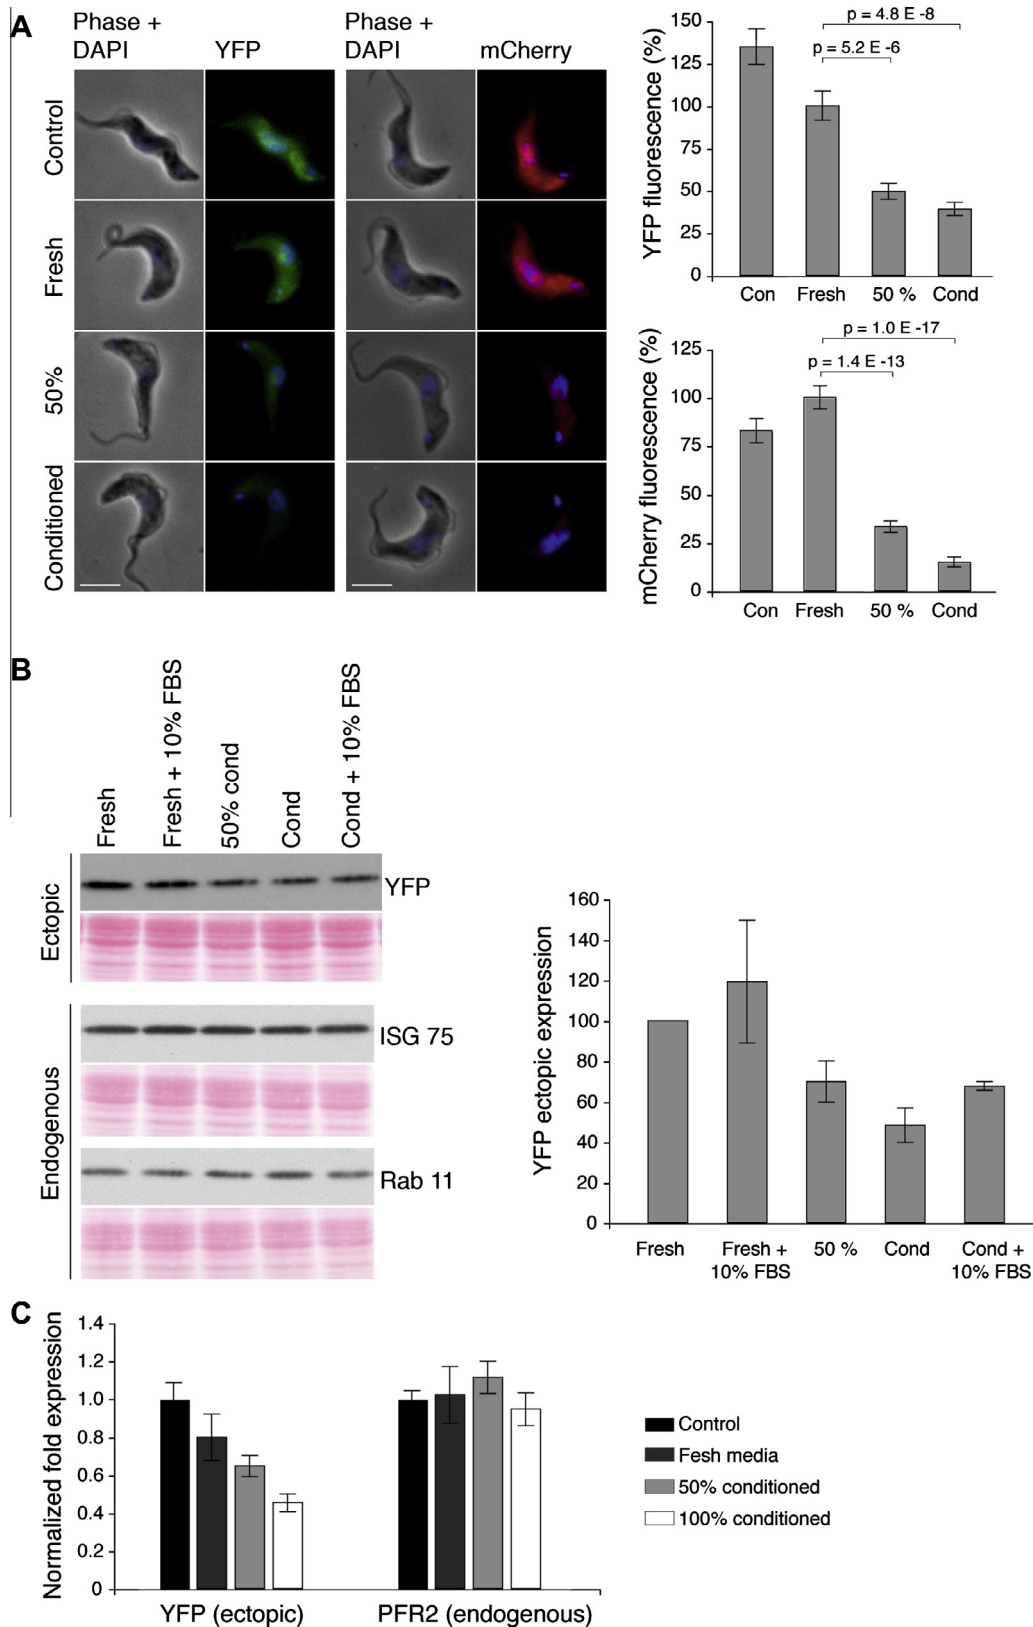 A
Phase +
DAPI
YFP
Phase +
DAPI
mCherry
Control
Fresh
50%
Conditioned
YFP fluorescence (%)
150
125
100
75
50
25
0
p = 4.8 E -8
p = 5.2 E -6
Con
Fresh
50 %
Cond
mCherry fluorescence (%)
125
100
75
50
25
0
p = 1.0 E -17
p = 1.4 E -13
Con
Fresh
50 %
Cond
B
Fresh
Fresh + 10% FBS
50% cond
Cond
Cond + 10% FBS
Ectopic
YFP
Endogenous
ISG 75
Rab 11
YFP ectopic expression
160
140
120
100
80
60
40
20
0
Fresh
Fresh +
10% FBS
50 %
Cond
Cond +
10% FBS
C
Normalized fold expression
1.4
1.2
1.0
0.8
0.6
0.4
0.2
0
YFP (ectopic)
PFR2 (endogenous)
Control
Fesh media
50% conditioned
100% conditioned